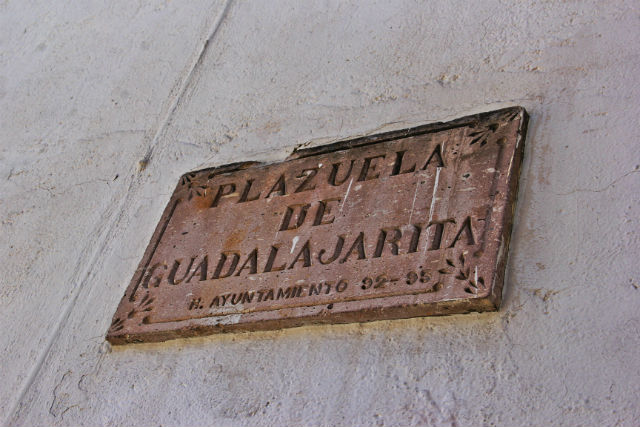 PLAZUELA
DE
GUADALAJARITA
H. AYUNTAMIENTO 92-95